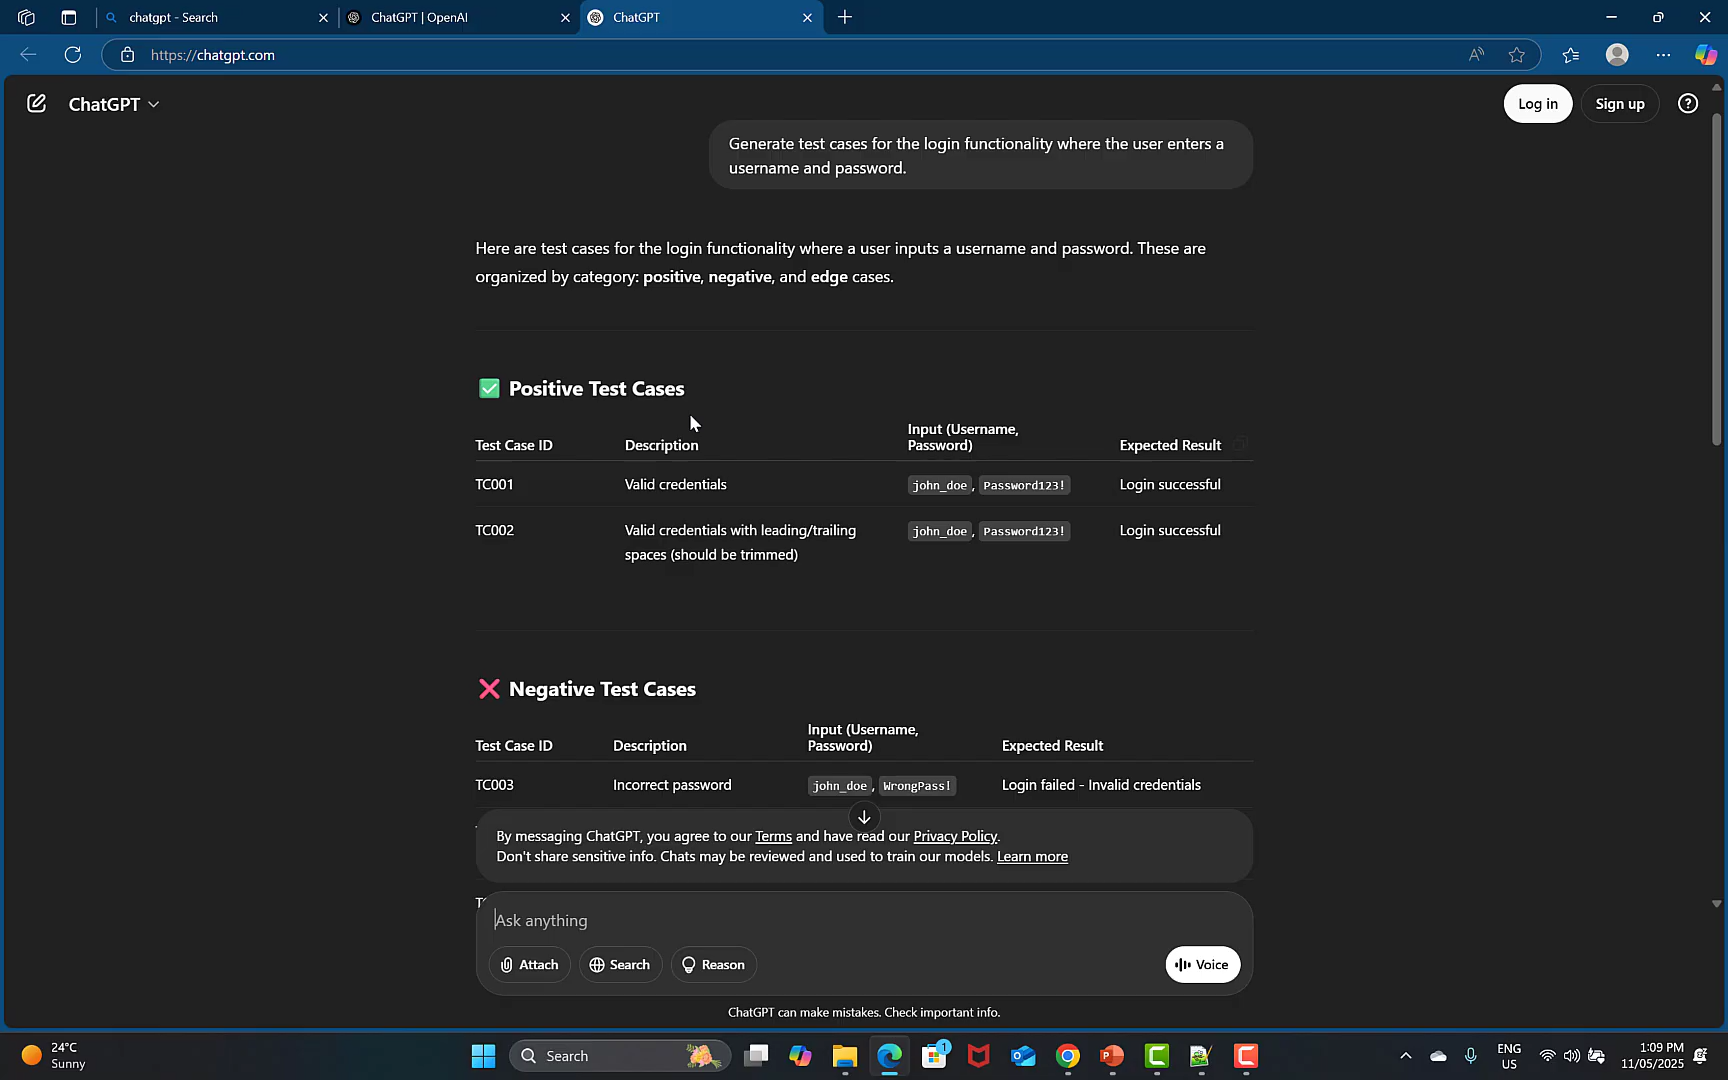 chatgpt - Search
ChatGPT | OpenAI
ChatGPT
https://chatgpt.com
ChatGPT
Log in
Sign up
Generate test cases for the login functionality where the user enters a
username and password.
Here are test cases for the login functionality where a user inputs a username and password. These are
organized by category: positive, negative, and edge cases.
Positive Test Cases
Test Case ID Description Input (Username, Password) Expected Result
TC001 Valid credentials john_doe, Password123! Login successful
TC002 Valid credentials with leading/trailing john_doe, Password123! Login successful
spaces (should be trimmed)
Negative Test Cases
Test Case ID Description Input (Username, Password) Expected Result
TC003 Incorrect password john_doe, WrongPass! Login failed - Invalid credentials
By messaging ChatGPT, you agree to our Terms and have read our Privacy Policy.
Don't share sensitive info. Chats may be reviewed and used to train our models. Learn more
Ask anything
Attach
Search
Reason
Voice
ChatGPT can make mistakes. Check important info.
24°C
Sunny
Search
1
ENG
US
1:09 PM
11/05/2025